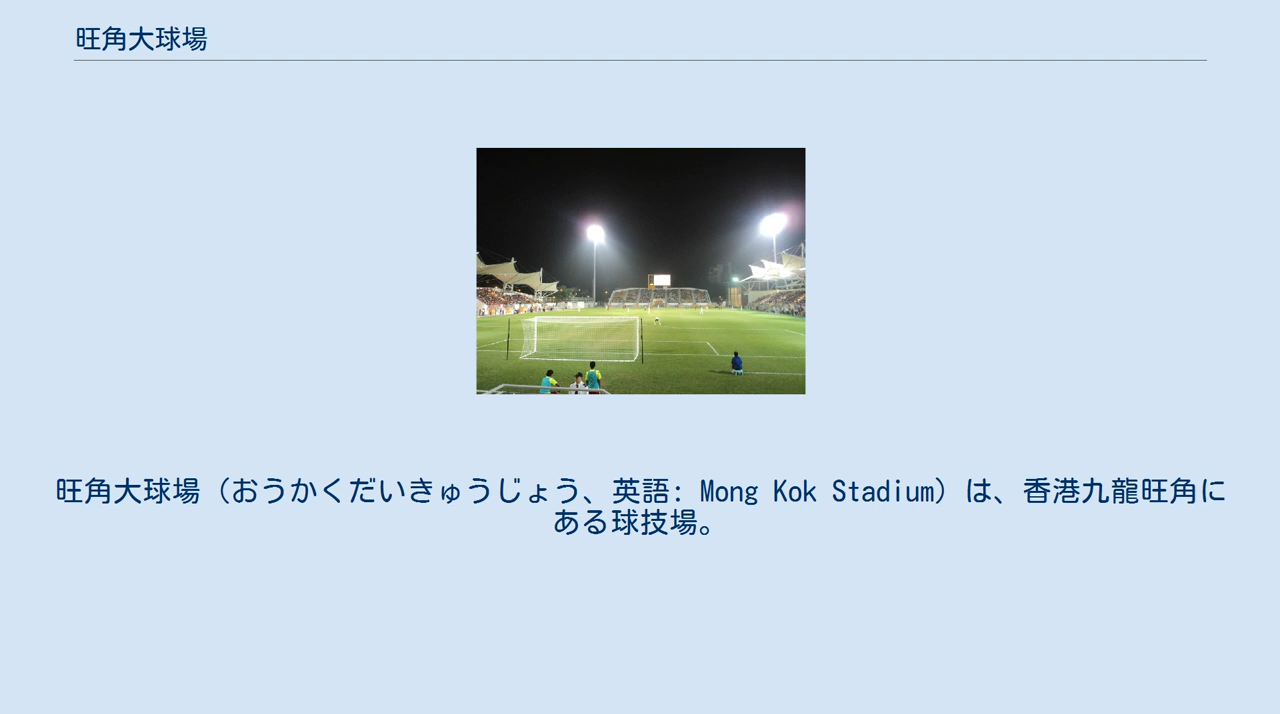 旺角大球場
旺角大球場（おうかくだいきゅうじょう、英語: Mong Kok Stadium）は、香港九龍旺角に
ある球技場。